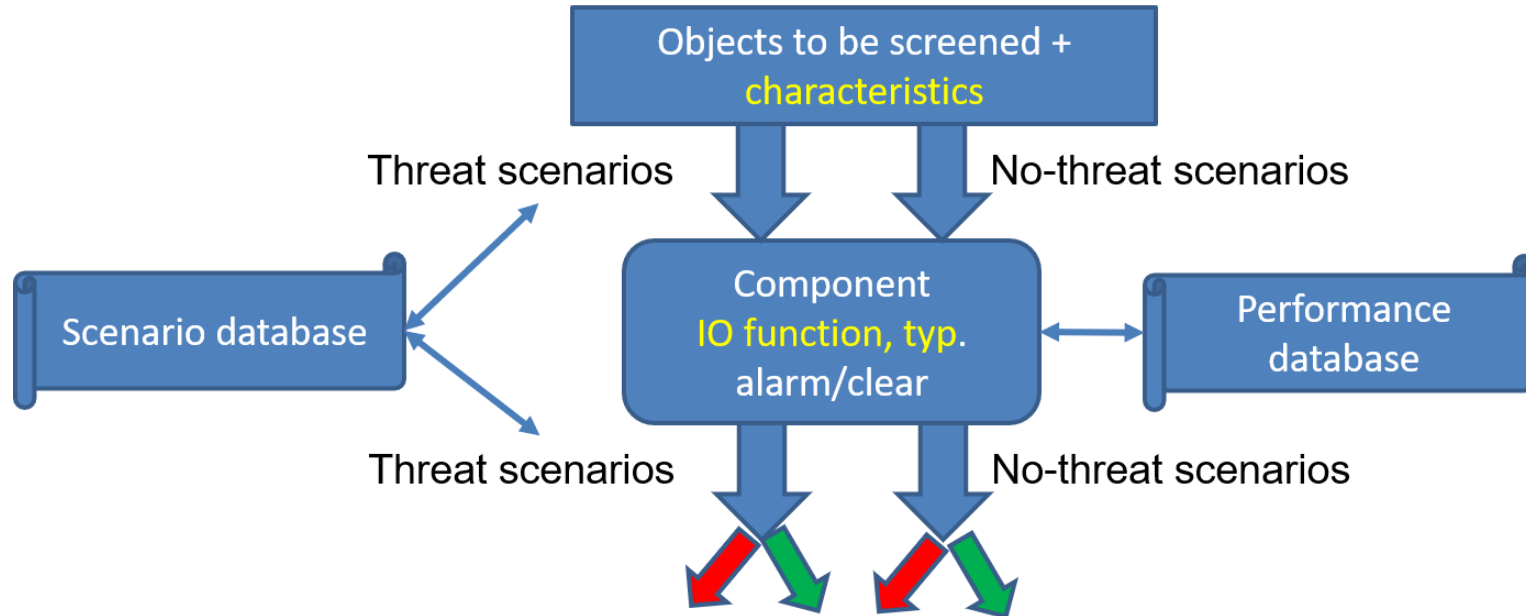 Objects to be screened +
characteristics
Threat scenarios
No-threat scenarios
Scenario database
Component
IO function, typ.
alarm/clear
Performance
database
Threat scenarios
No-threat scenarios